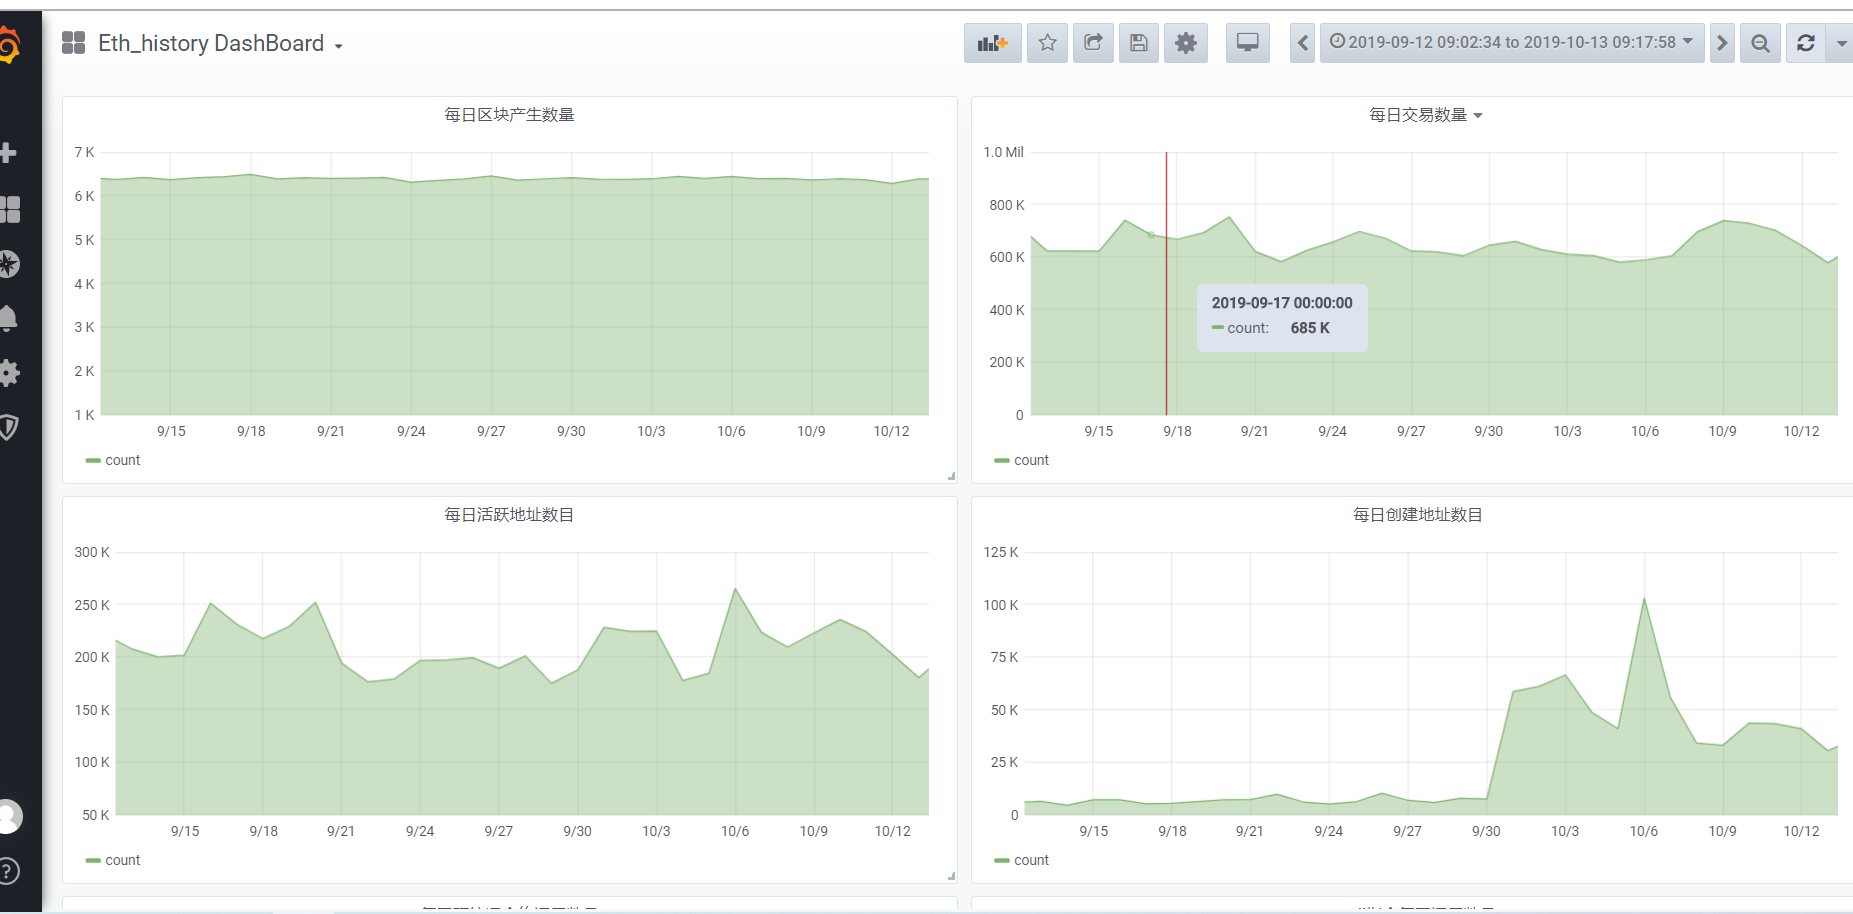 Eth_history DashBoard
2019-09-12 09:02:34 to 2019-10-13 09:17:58
每日区块产生数量
7 K
6 K
5 K
4 K
3 K
2 K
1 K
9/15 9/18 9/21 9/24 9/27 9/30 10/3 10/6 10/9 10/12
count
每日交易数量
1.0 Mil
800 K
600 K
400 K
200 K
0
2019-09-17 00:00:00
count: 685 K
9/15 9/18 9/21 9/24 9/27 9/30 10/3 10/6 10/9 10/12
count
每日活跃地址数目
300 K
250 K
200 K
150 K
100 K
50 K
9/15 9/18 9/21 9/24 9/27 9/30 10/3 10/6 10/9 10/12
count
每日创建地址数目
125 K
100 K
75 K
50 K
25 K
0
9/15 9/18 9/21 9/24 9/27 9/30 10/3 10/6 10/9 10/12
count